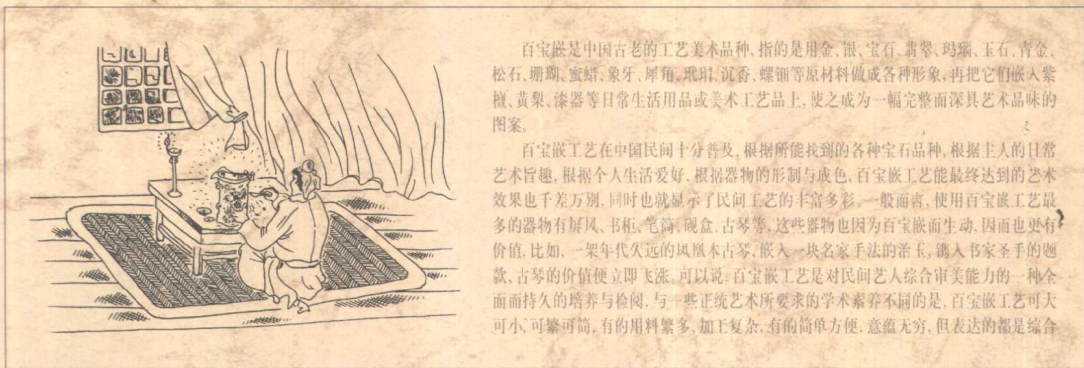 百宝嵌是中国古老的工艺美术品种,指的是用金、银、宝石、翡翠、玛瑙、玉石、青金、
松石、珊瑚、蜜蜡、象牙、犀角、玳瑁、沉香、螺钿等原材料做成各种形象,再把它们嵌入紫
檀、黄梨、漆器等日常生活用品或美术工艺品上,使之成为一幅完整而深具艺术品味的
图案。
百宝嵌工艺在中国民间十分普及,根据所能找到的各种宝石品种,根据主人的日常
艺术旨趣,根据个人生活爱好,根据器物的形制与成色,百宝嵌工艺能最终达到的艺术
效果也千差万别,同时也就显示了民间工艺的丰富多彩。一般而言,使用百宝嵌工艺最
多的器物有屏风、书柜、笔筒、砚盒、古琴等,这些器物也因为百宝嵌而生动,因而也更有
价值,比如,一架年代久远的凤凰木古琴,嵌入一块名家手法的治玉,镌入书家圣手的题
款,古琴的价值便立即飞涨,可以说,百宝嵌工艺是对民间艺人综合审美能力的一种全
面而持久的培养与检阅,与一些正统艺术所要求的学术素养不同的是,百宝嵌工艺可大
可小,可繁可简,有的用料繁多,加工复杂,有的简单方便,意蕴无穷,但表达的都是综合